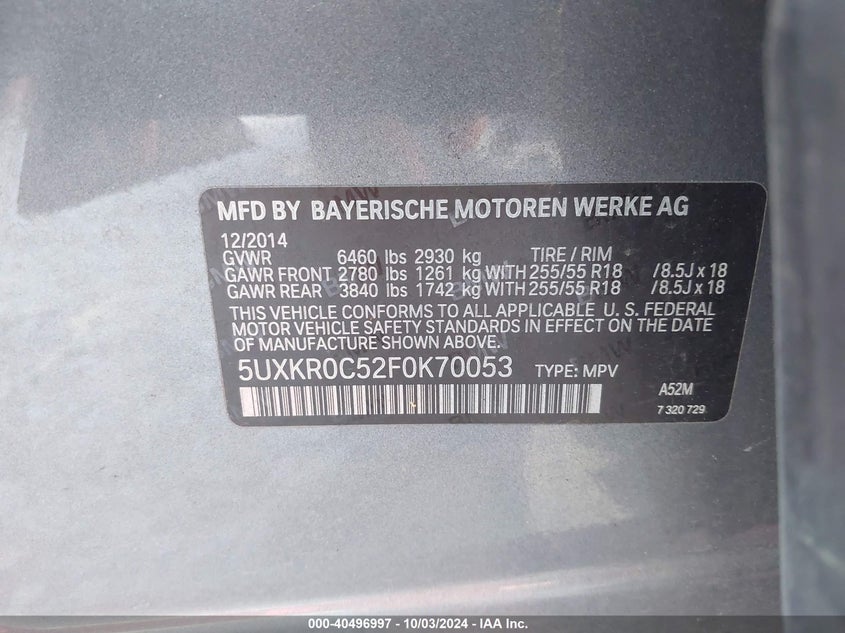 MFD BY BAYERISCHE MOTOREN WERKE AG
12/2014
GVWR 6460 lbs 2930 kg TIRE / RIM
GAWR FRONT 2780 lbs 1261 kg WITH 255/55 R18 /8.5J x 18
GAWR REAR 3840 lbs 1742 kg WITH 255/55 R18 /8.5J x 18
THIS VEHICLE CONFORMS TO ALL APPLICABLE U. S. FEDERAL
MOTOR VEHICLE SAFETY STANDARDS IN EFFECT ON THE DATE
OF MANUFACTURE SHOWN ABOVE.
5UXKR0C52F0K70053 TYPE: MPV
A52M
7 320 729
000-40496997 - 10/03/2024 - IAA Inc.